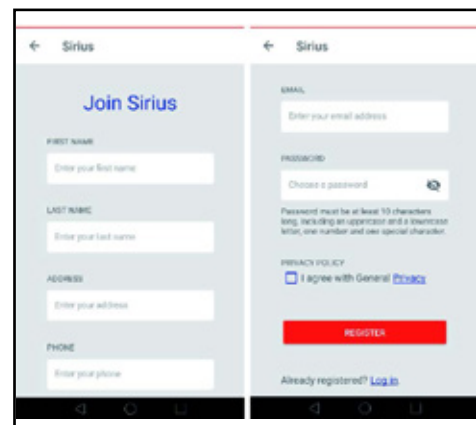 Sirius
Join Sirius
FIRST NAME
Enter your first name
LAST NAME
Enter your last name
ADDRESS
Enter your address
PHONE
Enter your phone
Sirius
EMAIL
Enter your email address
PASSWORD
Choose a password
Password must be at least 10 characters
long, including an uppercase and a lowercase
letter, one number and one special character.
PRIVACY POLICY
I agree with General Privacy
REGISTER
Already registered? Log in